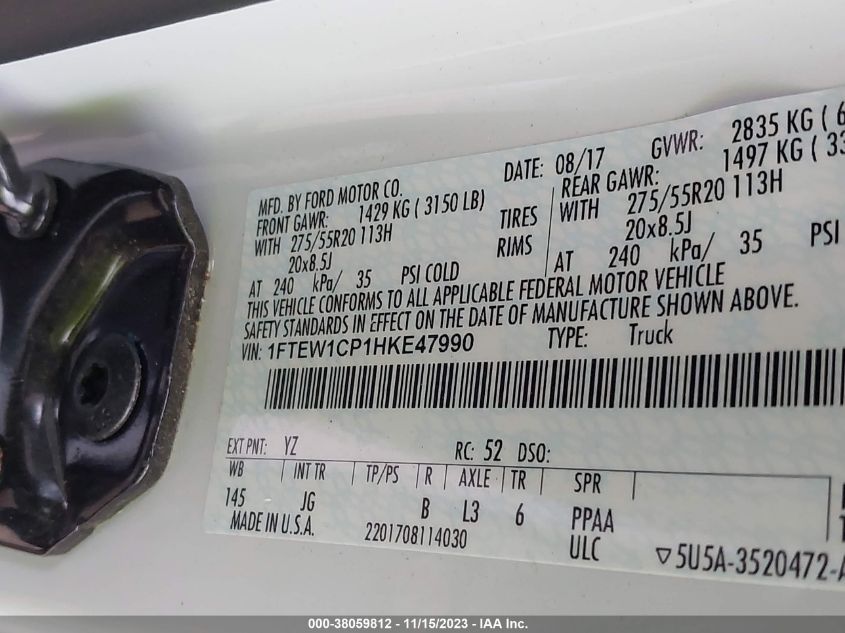 MFD. BY FORD MOTOR CO. DATE: 08/17 GVWR: 2835 KG ( 6
FRONT GAWR: 1429 KG ( 3150 LB) REAR GAWR: 1497 KG ( 33
WITH 275/55R20 113H TIRES WITH 275/55R20 113H
20x8.5J RIMS 20x8.5J
AT 240 kPa/ 35 PSI COLD AT 240 kPa/ 35 PSI
THIS VEHICLE CONFORMS TO ALL APPLICABLE FEDERAL MOTOR VEHICLE
SAFETY STANDARDS IN EFFECT ON THE DATE OF MANUFACTURE SHOWN ABOVE.
VIN: 1FTEW1CP1HKE47990 TYPE: Truck
EXT PNT: YZ RC: 52 DSO:
WB INT TR TP/PS R AXLE TR SPR
145 JG B L3 6 PPAA
MADE IN U.S.A. 2201708114030 ULC
5U5A-3520472-A
000-38059812 - 11/15/2023 - IAA Inc.